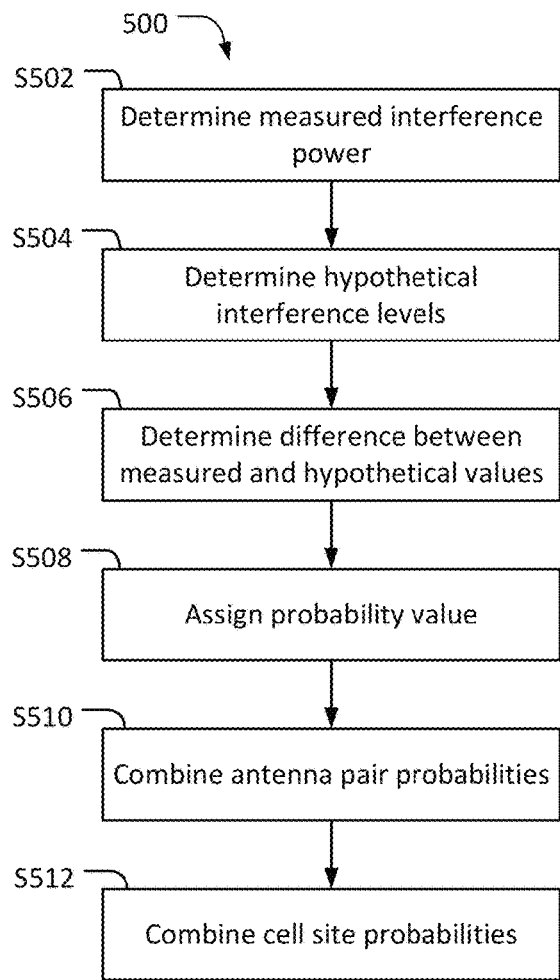 500
S502
Determine measured interference
power
S504
Determine hypothetical
interference levels
S506
Determine difference between
measured and hypothetical values
S508
Assign probability value
S510
Combine antenna pair probabilities
S512
Combine cell site probabilities